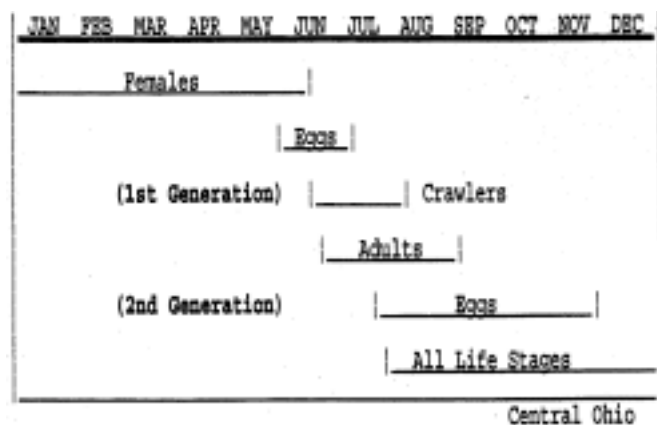 JAN FEB MAR APR MAY JUN JUL AUG SEP OCT NOV DEC
Females
Eggs
(1st Generation) Crawlers
Adults
(2nd Generation) Eggs
All Life Stages
Central Ohio